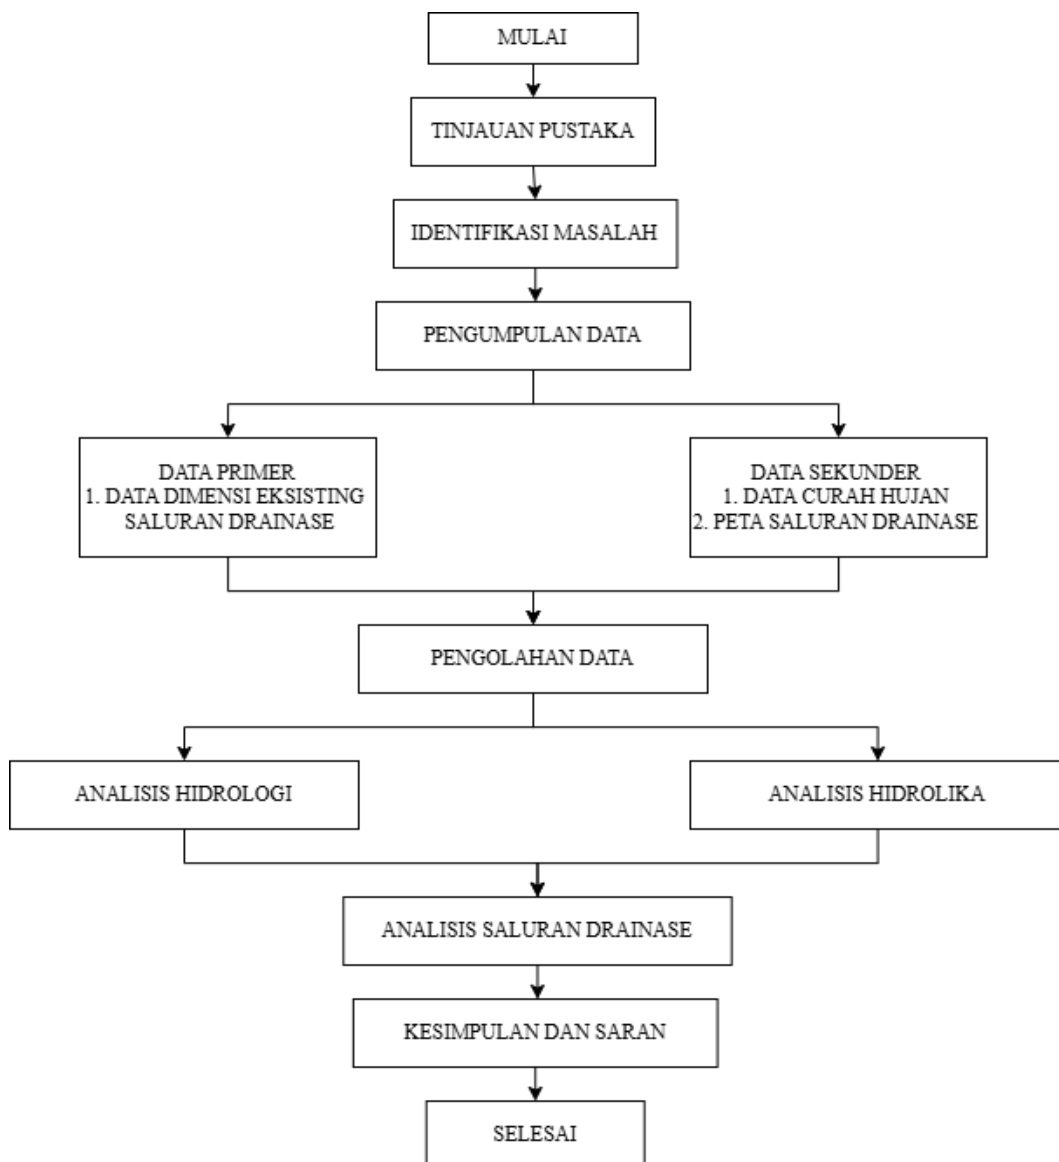 MULAI
TINJAUAN PUSTAKA
IDENTIFIKASI MASALAH
PENGUMPULAN DATA
DATA PRIMER
1. DATA DIMENSI EKSISTING
SALURAN DRAINASE
DATA SEKUNDER
1. DATA CURAH HUJAN
2. PETA SALURAN DRAINASE
PENGOLAHAN DATA
ANALISIS HIDROLOGI
ANALISIS HIDROLIKA
ANALISIS SALURAN DRAINASE
KESIMPULAN DAN SARAN
SELESAI